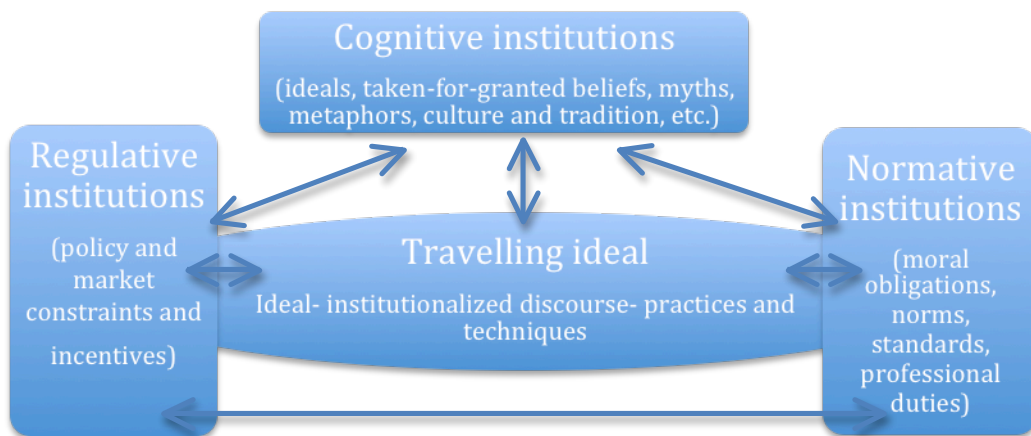 Cognitive institutions
(ideals, taken-for-granted beliefs, myths,
metaphors, culture and tradition, etc.)
Regulative
institutions
(policy and
market
constraints and
incentives)
Travelling ideal
Ideal- institutionalized discourse- practices and
techniques
Normative
institutions
(moral
obligations,
norms,
standards,
professional
duties)